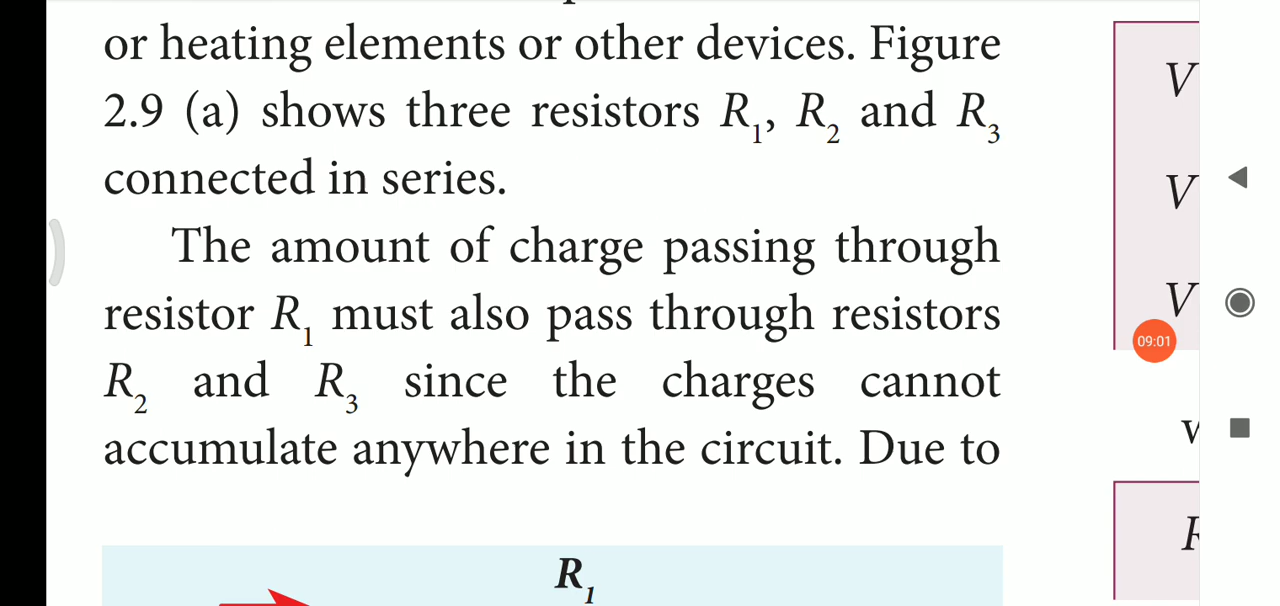 or heating elements or other devices. Figure
2.9 (a) shows three resistors R1, R2 and R3
connected in series.
The amount of charge passing through
resistor R1 must also pass through resistors
R2 and R3 since the charges cannot
accumulate anywhere in the circuit. Due to
R1
V
V
V
09:01